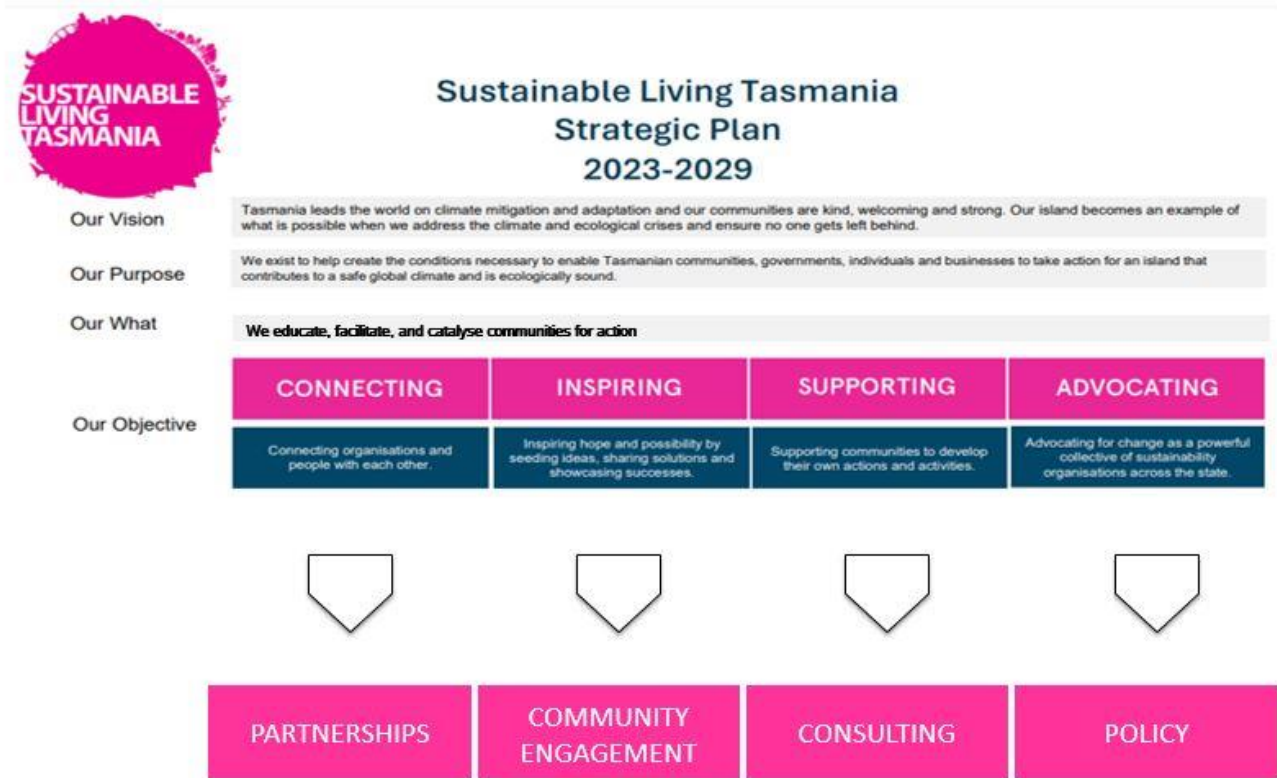 SUSTAINABLE
LIVING
TASMANIA
Sustainable Living Tasmania
Strategic Plan
2023-2029
Our Vision
Tasmania leads the world on climate mitigation and adaptation and our communities are kind, welcoming and strong. Our island becomes an example of
what is possible when we address the climate and ecological crises and ensure no one gets left behind.
Our Purpose
We exist to help create the conditions necessary to enable Tasmanian communities, governments, individuals and businesses to take action for an island that
contributes to a safe global climate and is ecologically sound.
Our What
We educate, facilitate, and catalyse communities for action
Our Objective
CONNECTING
Connecting organisations and
people with each other.
INSPIRING
Inspiring hope and possibility by
seeding ideas, sharing solutions and
showcasing successes.
SUPPORTING
Supporting communities to develop
their own actions and activities.
ADVOCATING
Advocating for change as a powerful
collective of sustainability
organisations across the state.
PARTNERSHIPS
COMMUNITY
ENGAGEMENT
CONSULTING
POLICY